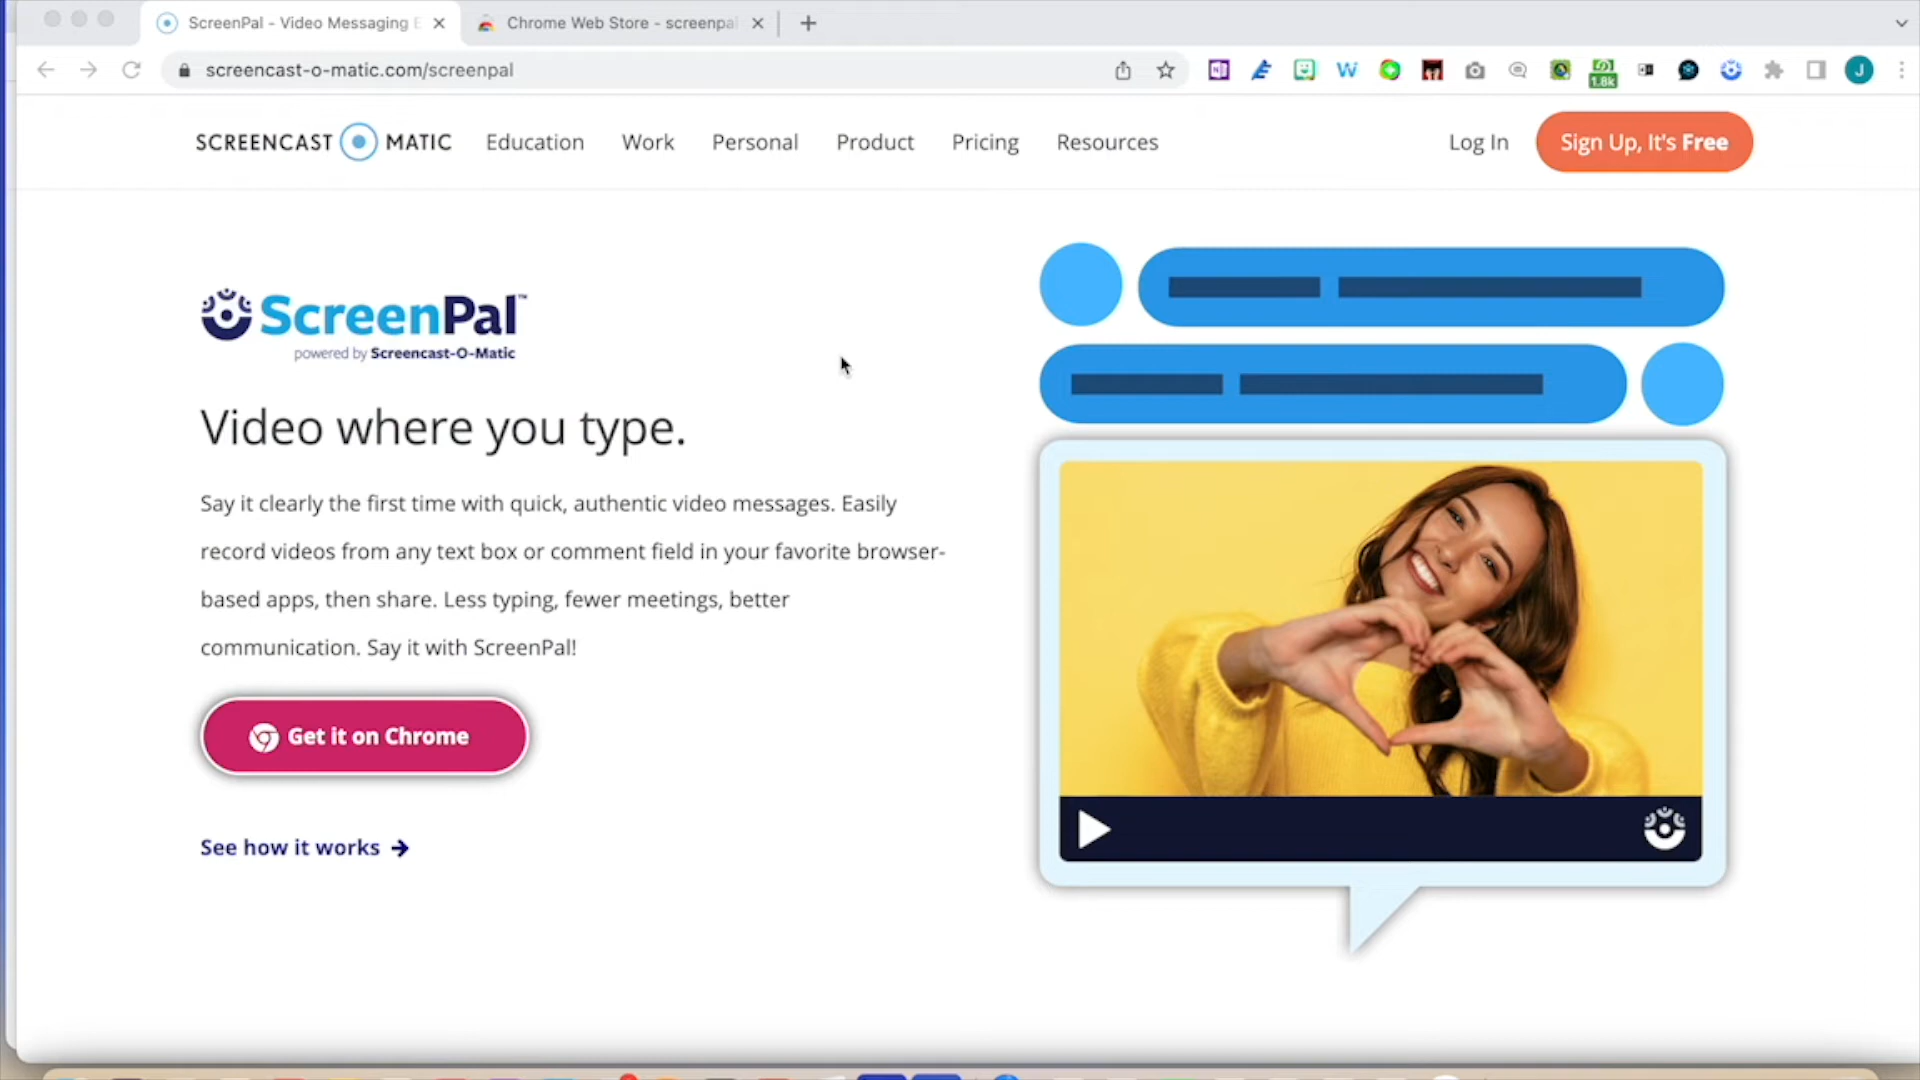 ScreenPal - Video Messaging E
Chrome Web Store - screenpal
screencast-o-matic.com/screenpal
1.8k
J
SCREENCAST O MATIC
Education
Work
Personal
Product
Pricing
Resources
Log In
Sign Up, It's Free
ScreenPal™
powered by Screencast-O-Matic
Video where you type.
Say it clearly the first time with quick, authentic video messages. Easily
record videos from any text box or comment field in your favorite browser-
based apps, then share. Less typing, fewer meetings, better
communication. Say it with ScreenPal!
Get it on Chrome
See how it works →